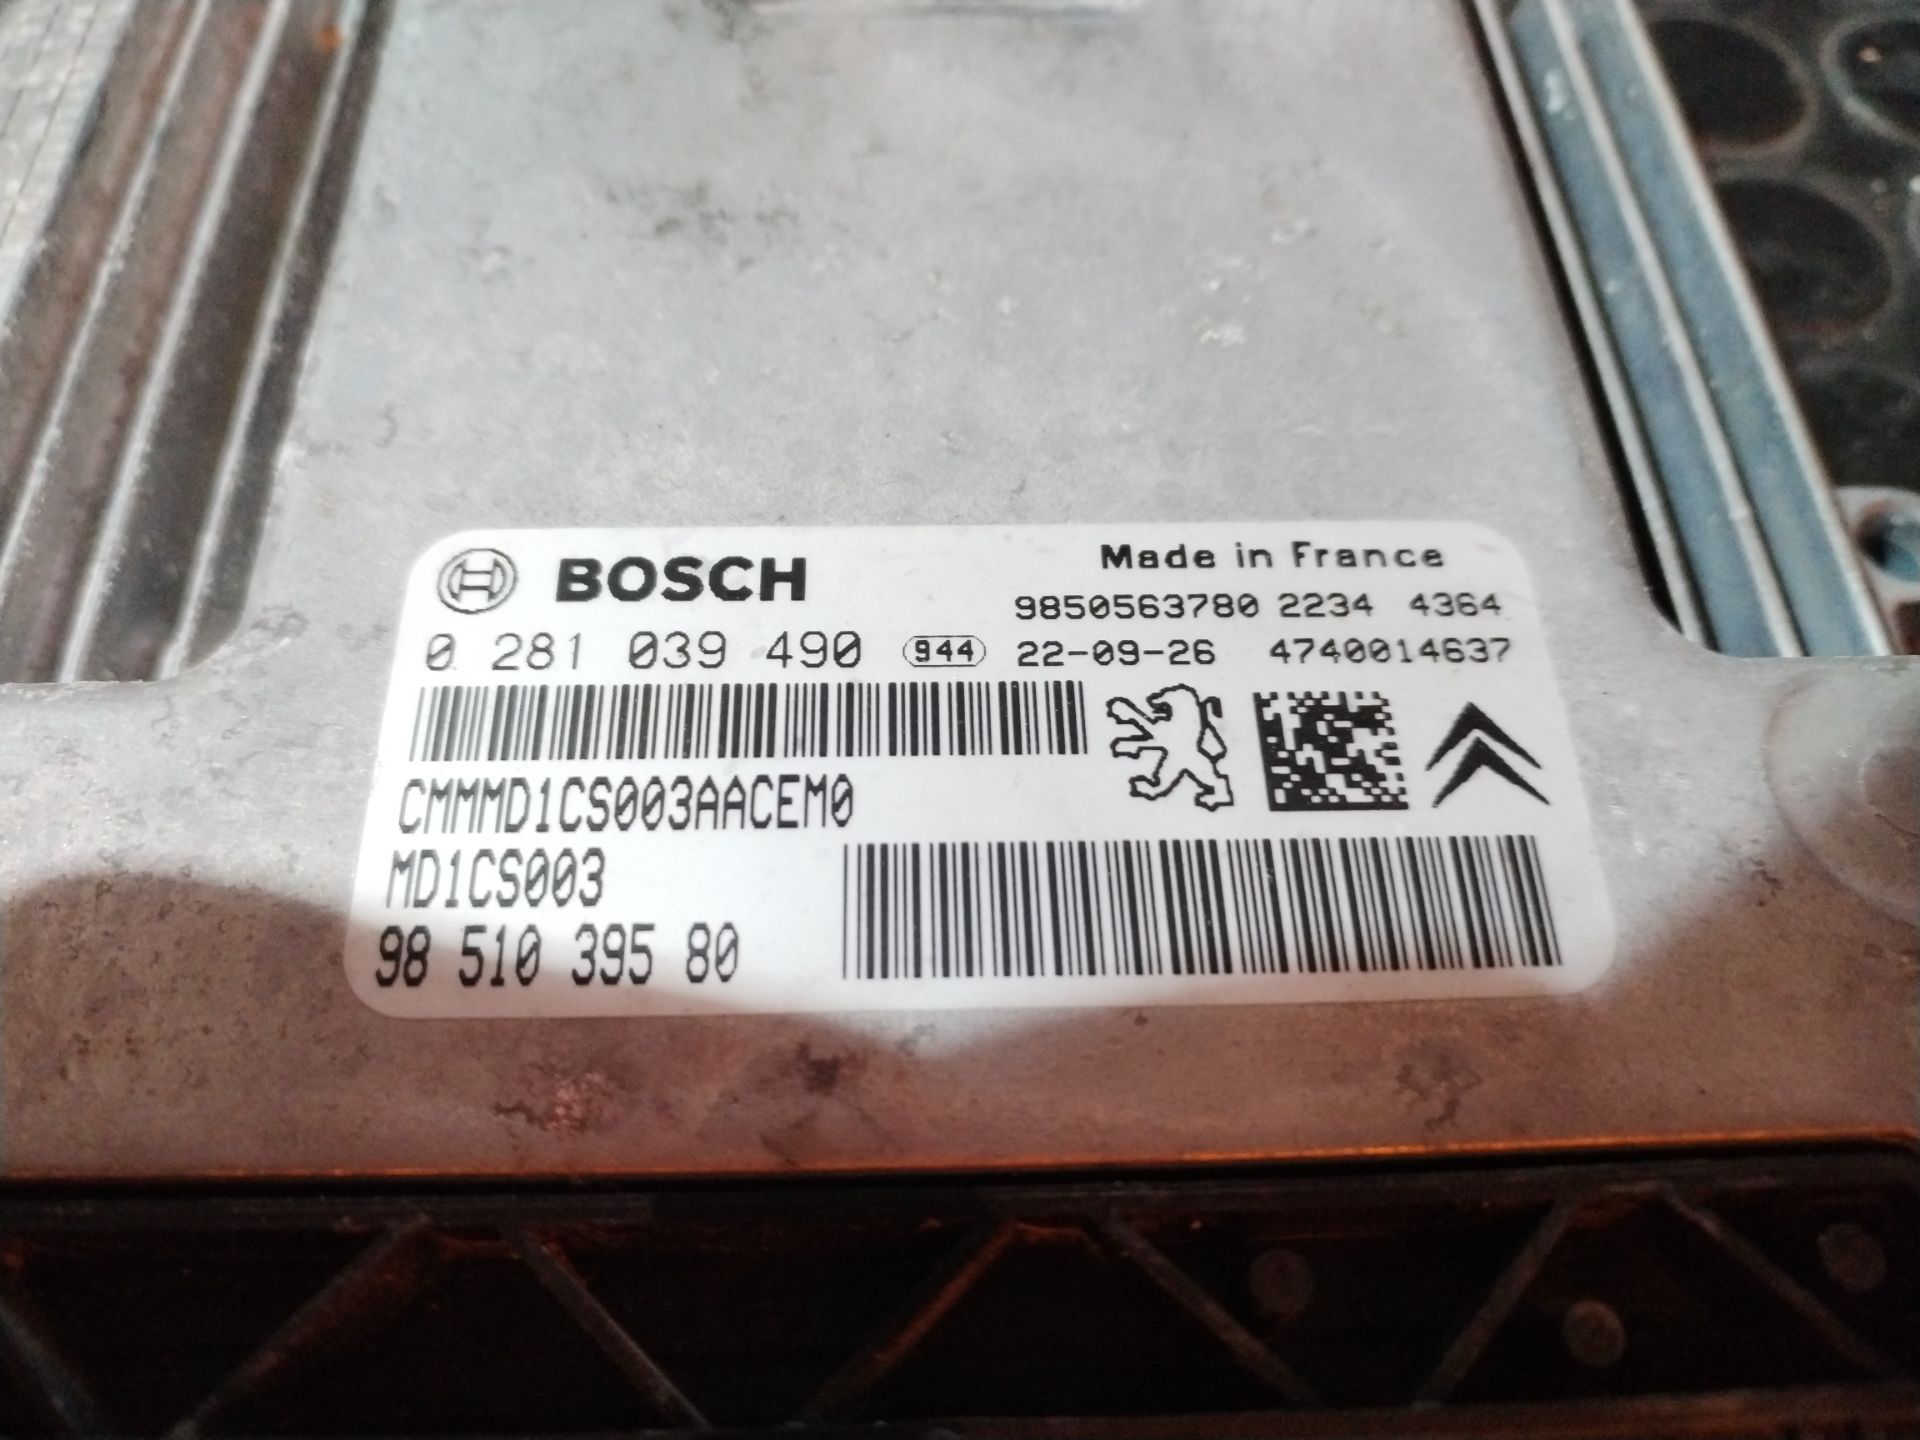 BOSCH
Made in France
9850563780 2234 4364
0 281 039 490 944 22-09-26 4740014637
CMMMD1CS003AACEM0
MD1CS003
98 510 395 80